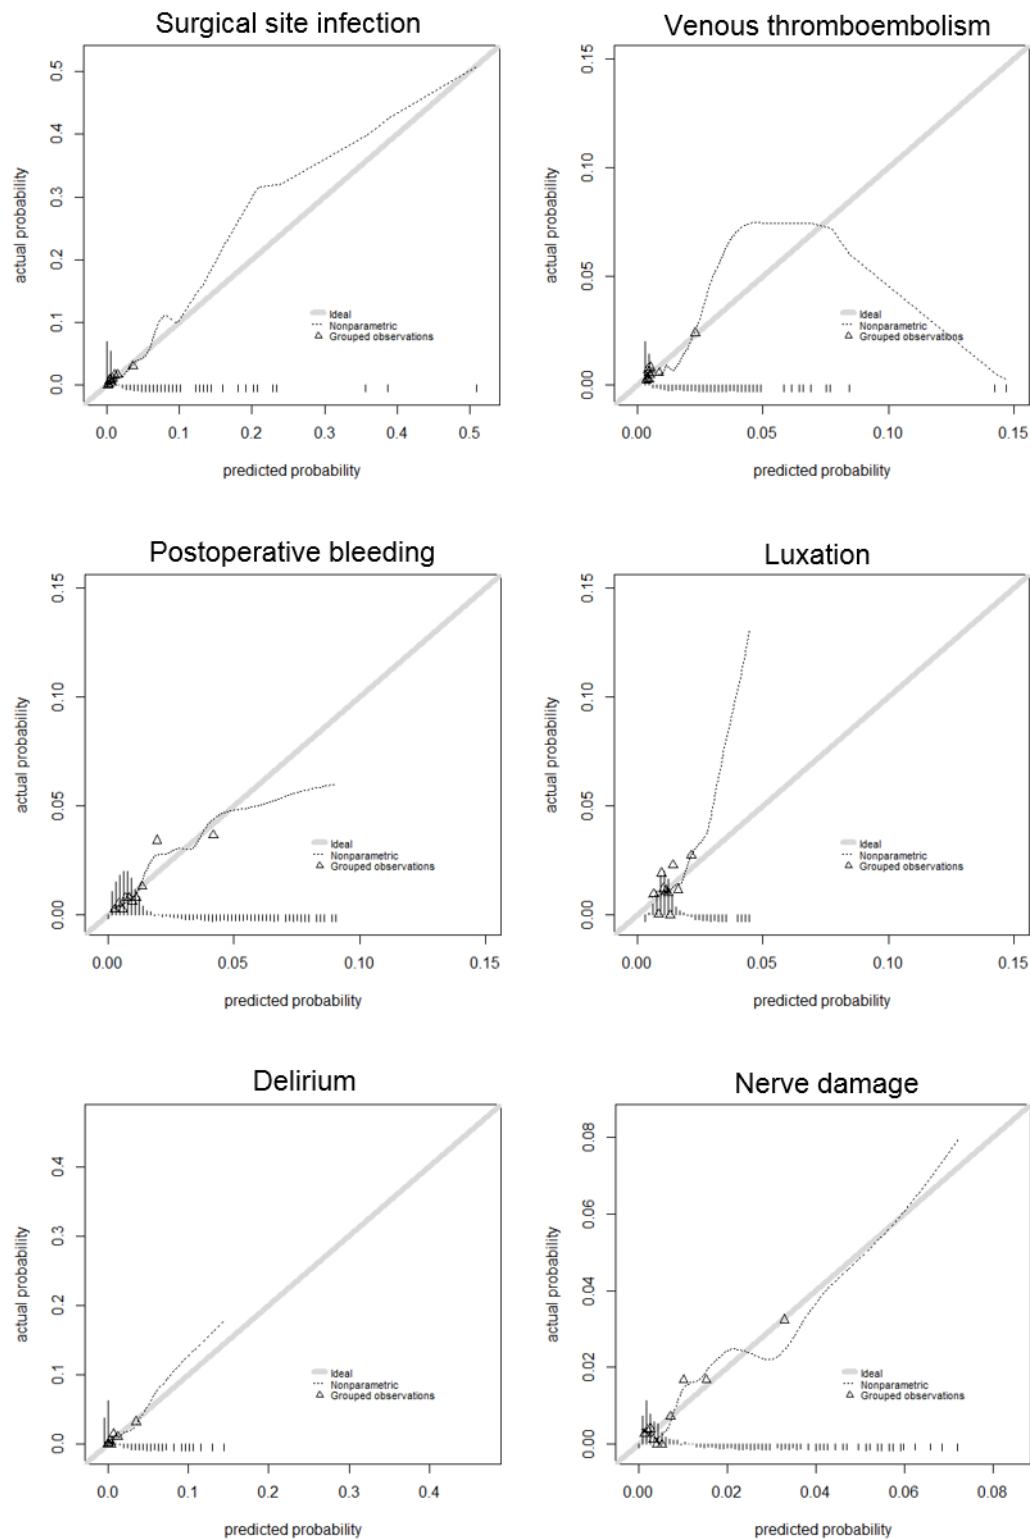 Surgical site infection
0.5
0.4
0.3
0.2
0.1
0.0
actual probability
Ideal
Nonparametric
Grouped observations
0.0 0.1 0.2 0.3 0.4 0.5
predicted probability
Venous thromboembolism
0.15
0.10
0.05
0.00
actual probability
Ideal
Nonparametric
Grouped observations
0.00 0.05 0.10 0.15
predicted probability
Postoperative bleeding
0.15
0.10
0.05
0.00
actual probability
Ideal
Nonparametric
Grouped observations
0.00 0.05 0.10 0.15
predicted probability
Luxation
0.15
0.10
0.05
0.00
actual probability
Ideal
Nonparametric
Grouped observations
0.00 0.05 0.10 0.15
predicted probability
Delirium
0.4
0.3
0.2
0.1
0.0
actual probability
Ideal
Nonparametric
Grouped observations
0.0 0.1 0.2 0.3 0.4
predicted probability
Nerve damage
0.08
0.06
0.04
0.02
0.00
actual probability
Ideal
Nonparametric
Grouped observations
0.00 0.02 0.04 0.06 0.08
predicted probability